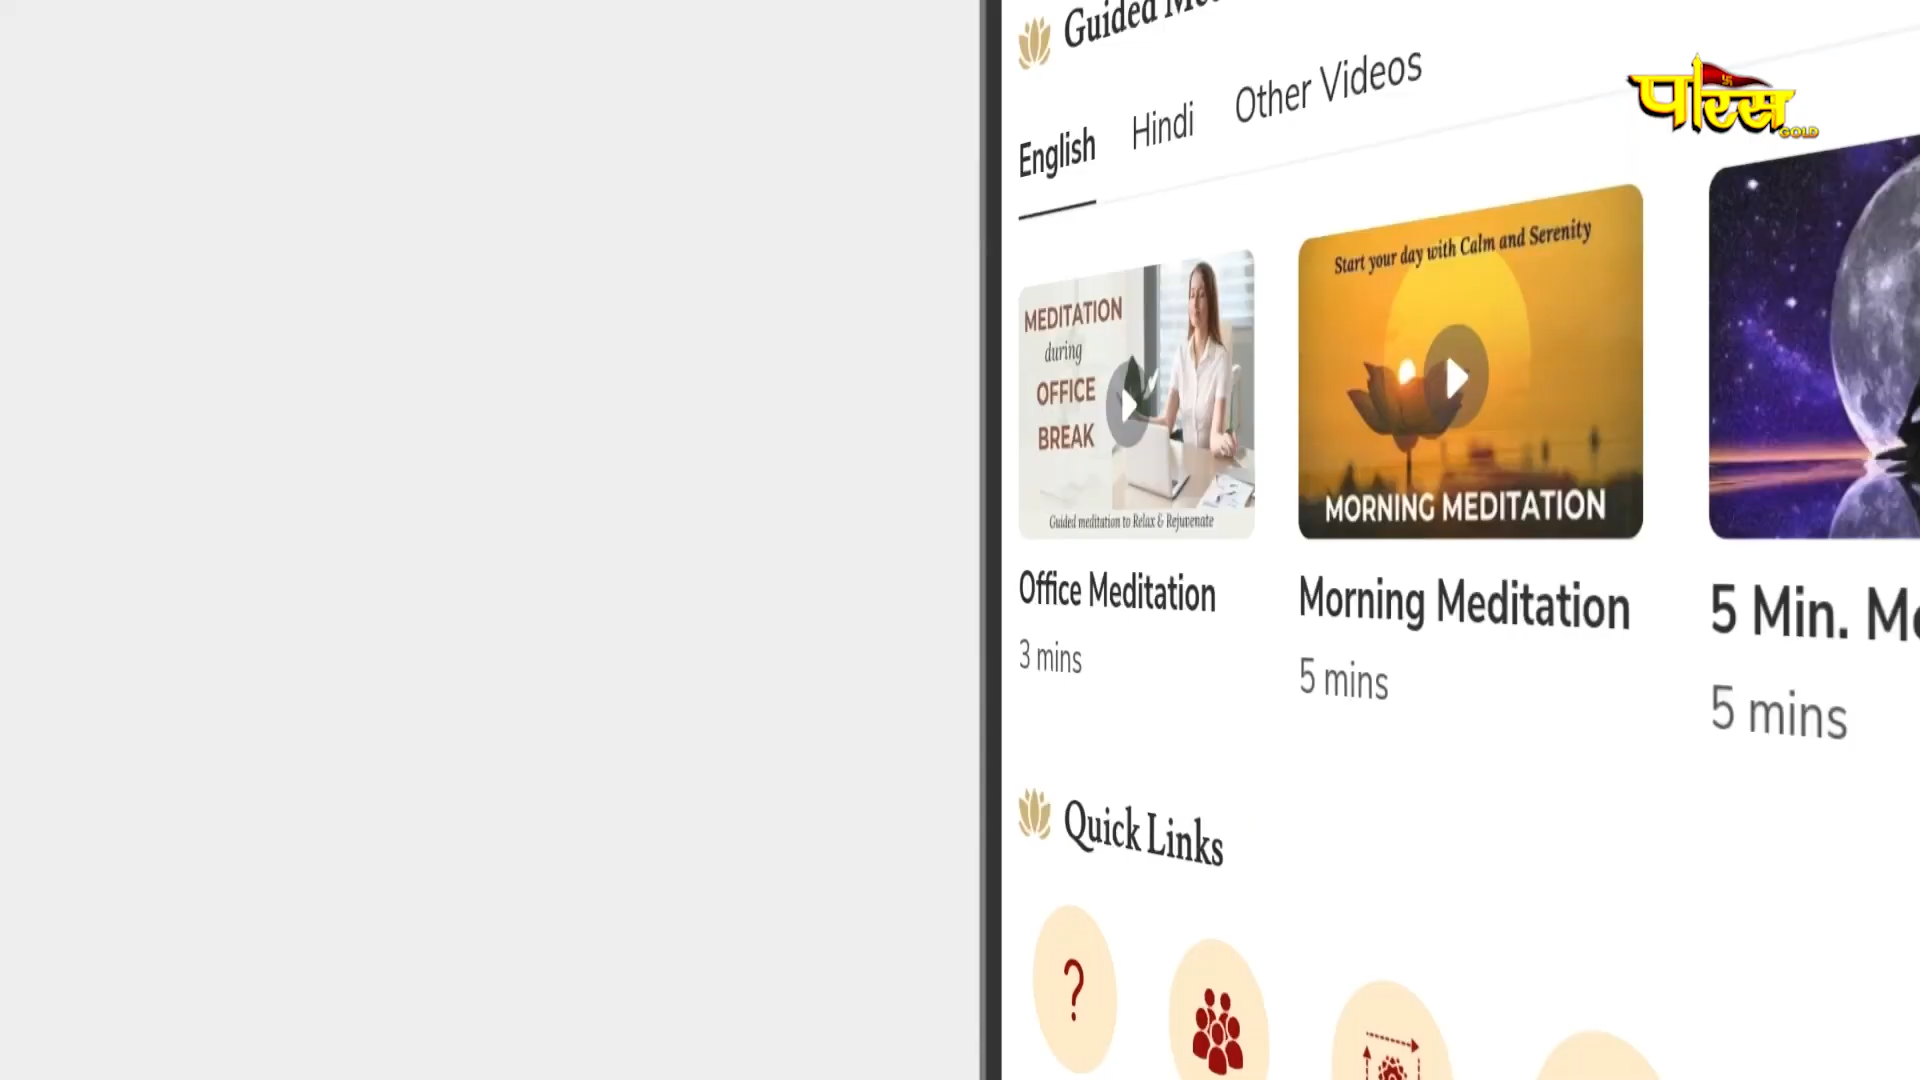 Guided
English
Hindi
Other Videos
पारस
GOLD
MEDITATION
during
OFFICE
BREAK
Guided meditation to Relax & Rejuvenate
Start your day with Calm and Serenity
MORNING MEDITATION
Office Meditation
3 mins
Morning Meditation
5 mins
5 Min.
5 mins
Quick Links
?